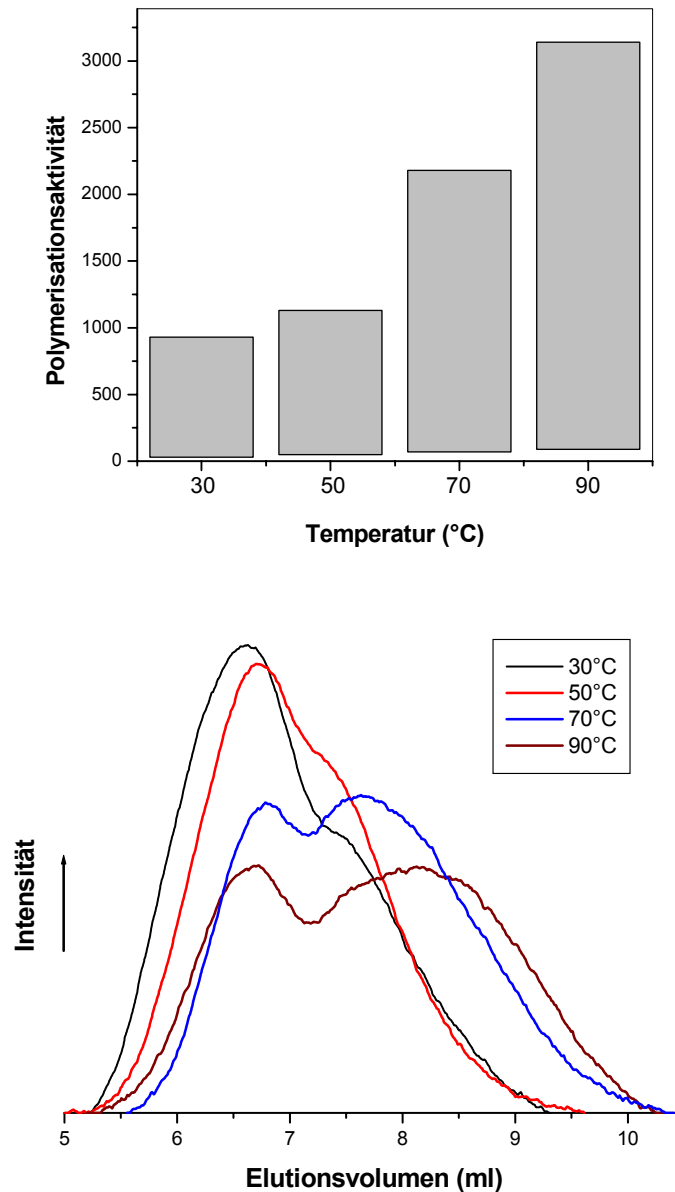 3000
2500
2000
1500
1000
500
0
Polymerisationsaktivität
30 50 70 90
Temperatur (°C)
30°C
50°C
70°C
90°C
Intensität
5 6 7 8 9 10
Elutionsvolumen (ml)